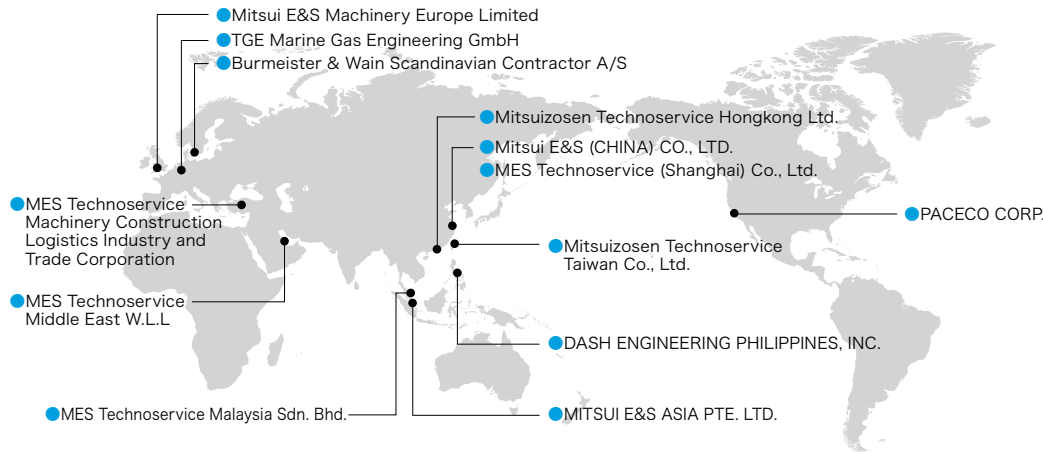 Mitsui E&S Machinery Europe Limited
TGE Marine Gas Engineering GmbH
Burmeister & Wain Scandinavian Contractor A/S
Mitsuizosen Technoservice Hongkong Ltd.
Mitsui E&S (CHINA) CO., LTD.
MES Technoservice (Shanghai) Co., Ltd.
MES Technoservice
Machinery Construction
Logistics Industry and
Trade Corporation
PACECO CORP.
Mitsuizosen Technoservice
Taiwan Co., Ltd.
MES Technoservice
Middle East W.L.L
DASH ENGINEERING PHILIPPINES, INC.
MES Technoservice Malaysia Sdn. Bhd.
MITSUI E&S ASIA PTE. LTD.